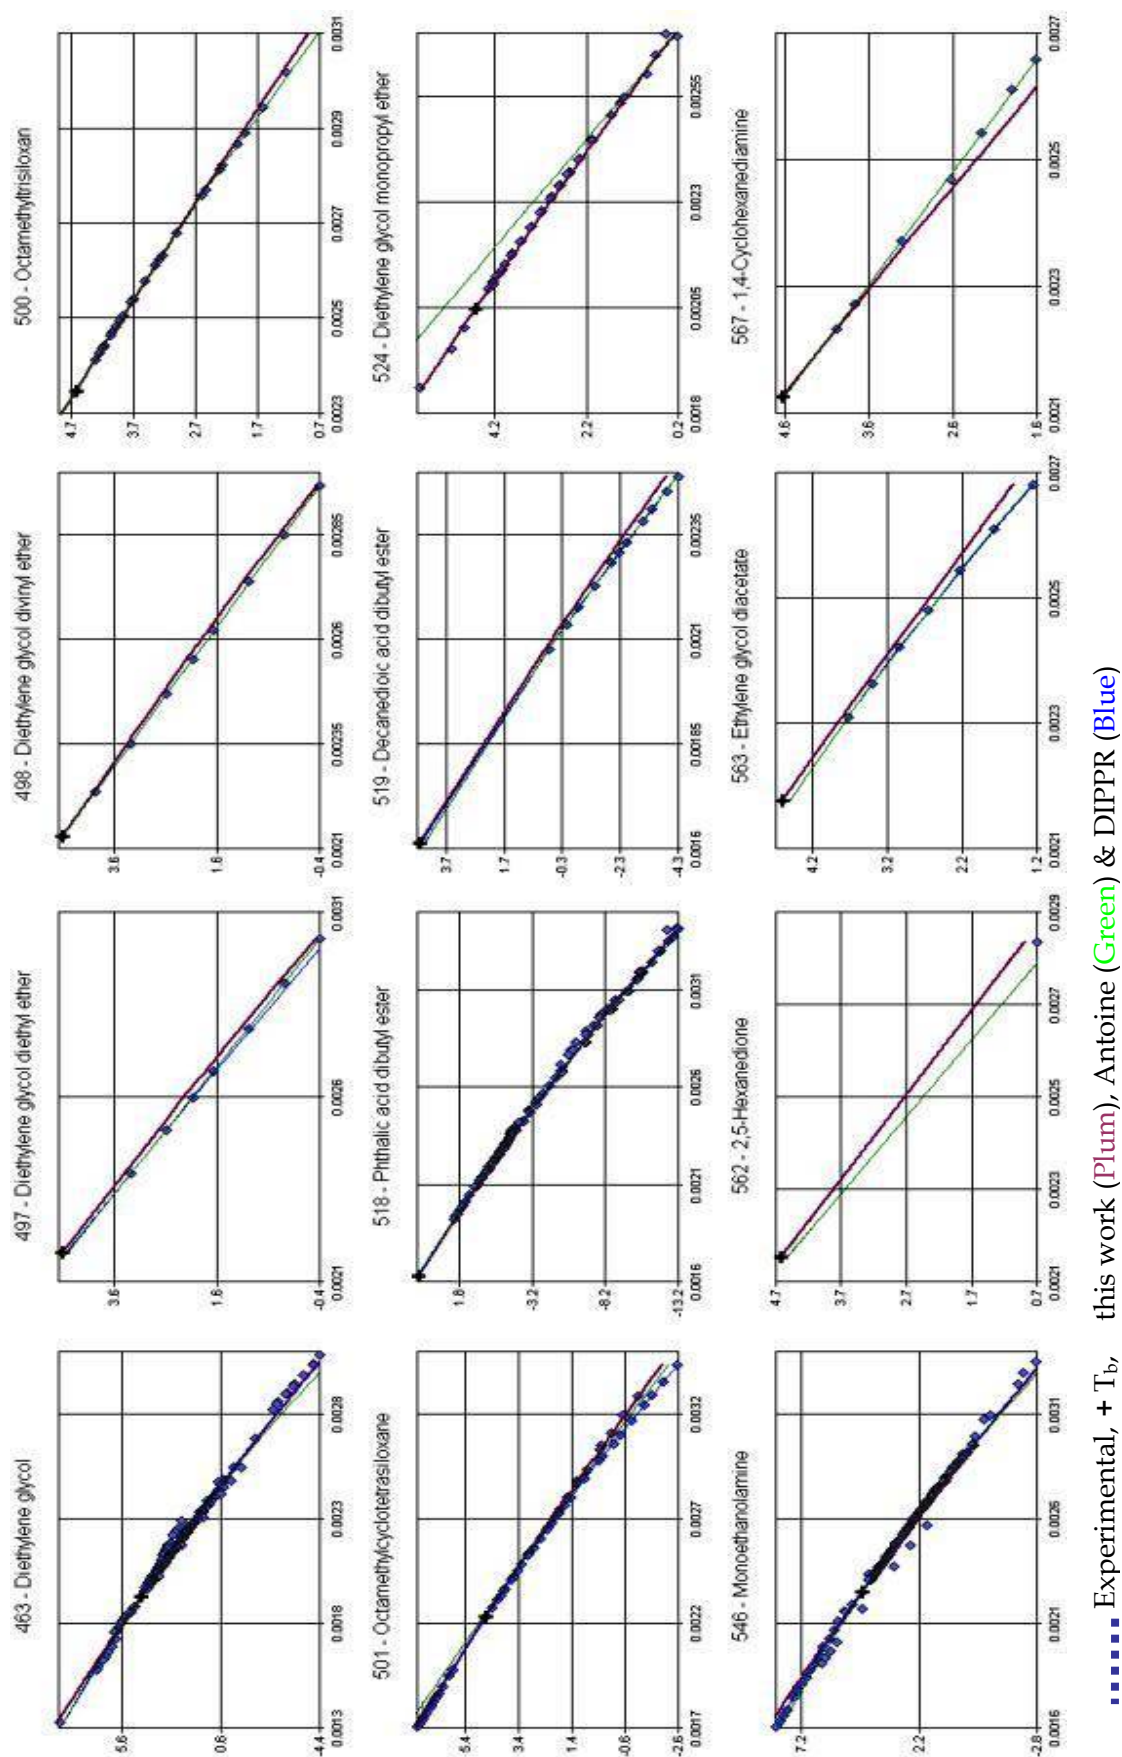 463 - Diethylene glycol
5.6
0.6
-4.4
0.0013 0.0018 0.0023 0.0028
497 - Diethylene glycol diethyl ether
3.6
1.6
-0.4
0.0021 0.0026 0.0031
498 - Diethylene glycol divinyl ether
3.6
1.6
-0.4
0.0021 0.00235 0.0026 0.00285
500 - Octamethyltrisiloxan
4.7
3.7
2.7
1.7
0.7
0.0023 0.0025 0.0027 0.0029 0.0031
501 - Octamethylcyclotetrasiloxane
5.4
3.4
1.4
-0.6
-2.6
0.0017 0.0022 0.0027 0.0032
518 - Phthalic acid dibutyl ester
1.8
-3.2
-8.2
-13.2
0.0016 0.0021 0.0026 0.0031
519 - Decanedioic acid dibutyl ester
3.7
1.7
-0.3
-2.3
-4.3
0.0016 0.00185 0.0021 0.00235
524 - Diethylene glycol monopropyl ether
4.2
2.2
0.2
0.0018 0.00205 0.0023 0.00255
546 - Monoethanolamine
7.2
2.2
-2.8
0.0016 0.0021 0.0026 0.0031
562 - 2,5-Hexanedione
4.7
3.7
2.7
1.7
0.7
0.0021 0.0023 0.0025 0.0027 0.0029
563 - Ethylene glycol diacetate
4.2
3.2
2.2
1.2
0.0021 0.0023 0.0025 0.0027
567 - 1,4-Cyclohexanediamine
4.6
3.6
2.6
1.6
0.0021 0.0023 0.0025 0.0027
Experimental, + Tb, this work (Plum), Antoine (Green) & DIPPR (Blue)